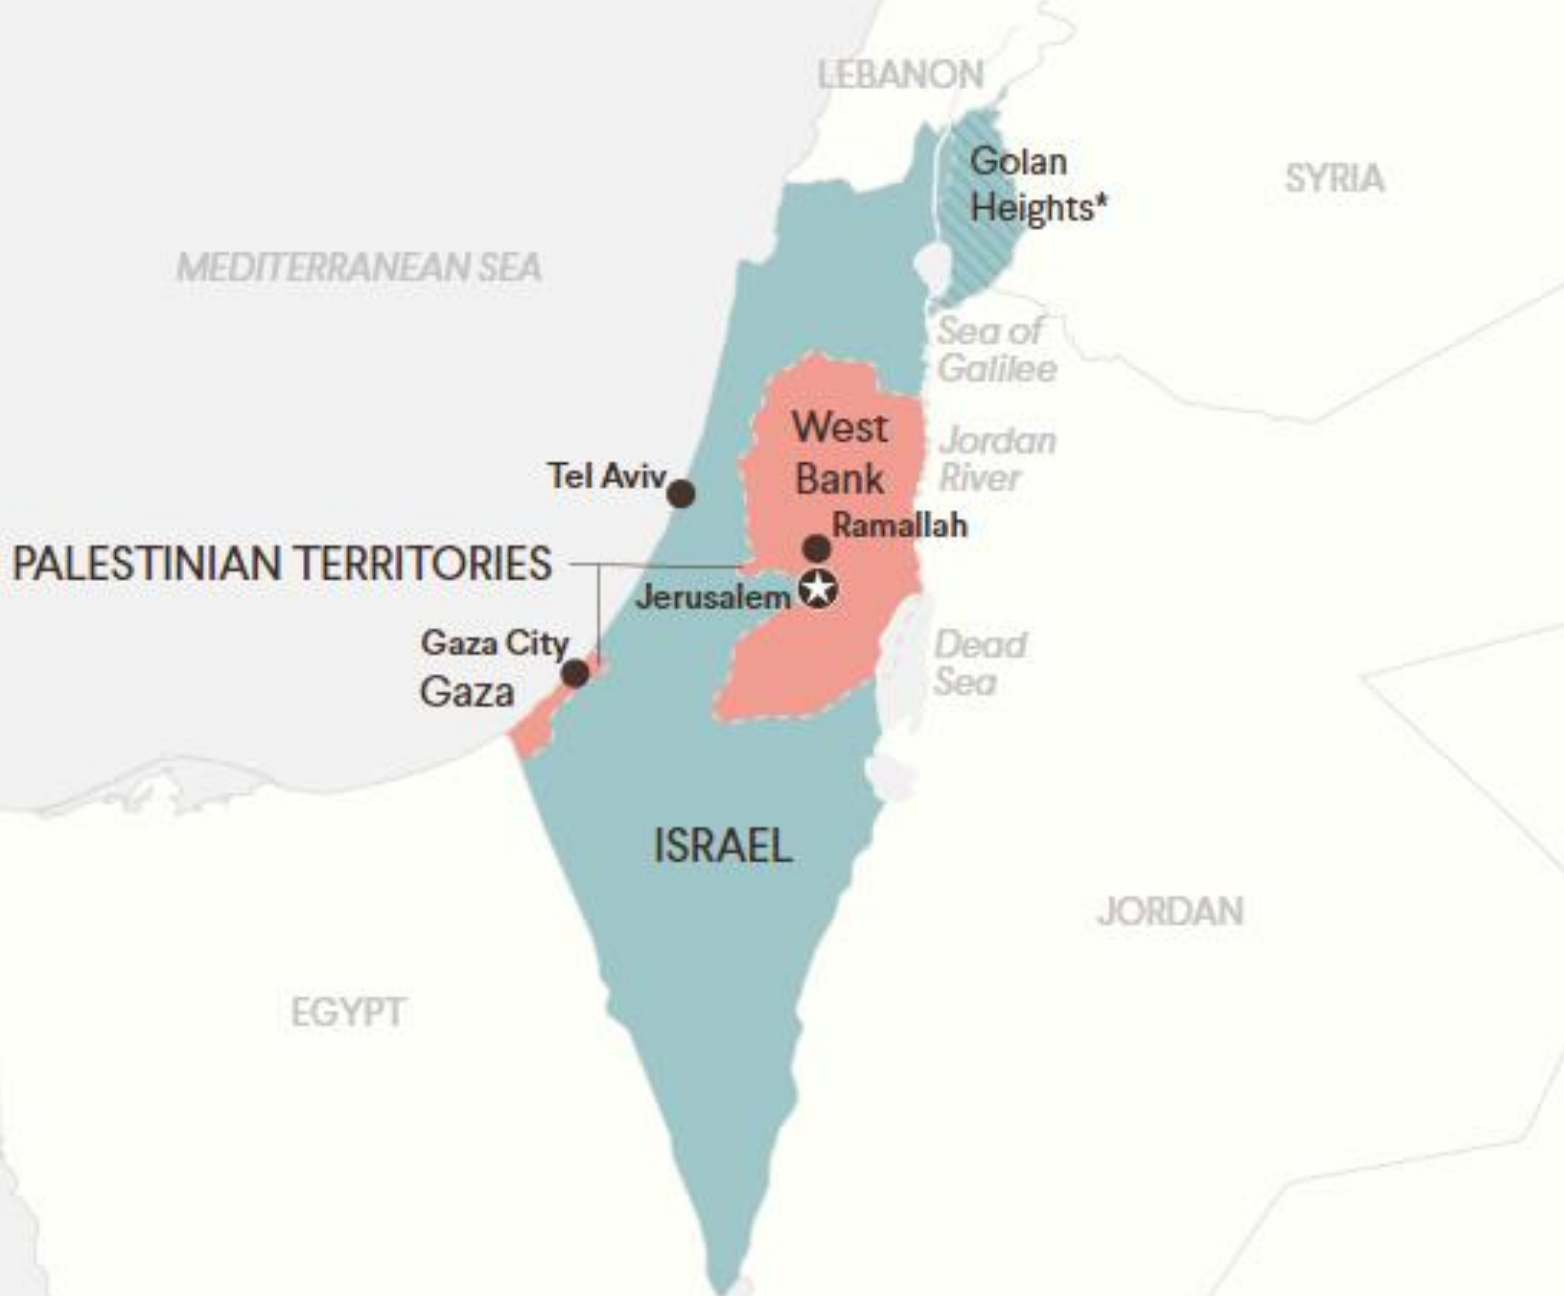 LEBANON
Golan
Heights*
SYRIA
MEDITERRANEAN SEA
Sea of
Galilee
West
Bank
Jordan
River
Tel Aviv
Ramallah
PALESTINIAN TERRITORIES
Jerusalem
Gaza City
Gaza
Dead
Sea
ISRAEL
JORDAN
EGYPT